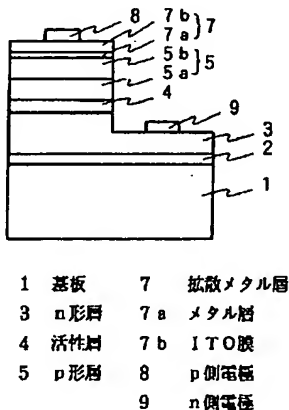 8
7b
7a
7
5b
5a
5
4
9
3
2
1
1 基板 7 拡散メタル層
3 n形層 7a メタル層
4 活性層 7b ITO膜
5 p形層 8 p側電極
9 n側電極